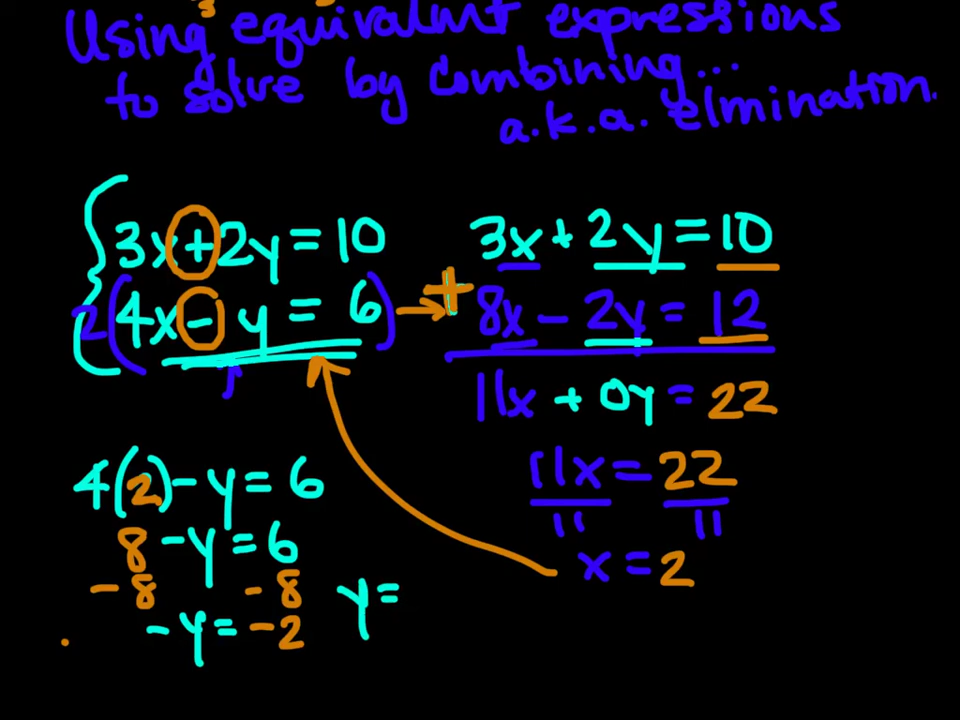 Using equivalent expressions
to solve by combining...
a.k.a. elmination.
3x+2y=10
2(4x-y=6)
3x+2y=10
+ 8x-2y=12
11x+0y=22
11x=22
11 11
x=2
4(2)-y=6
8-y=6
-8 -8
-y=-2
y=